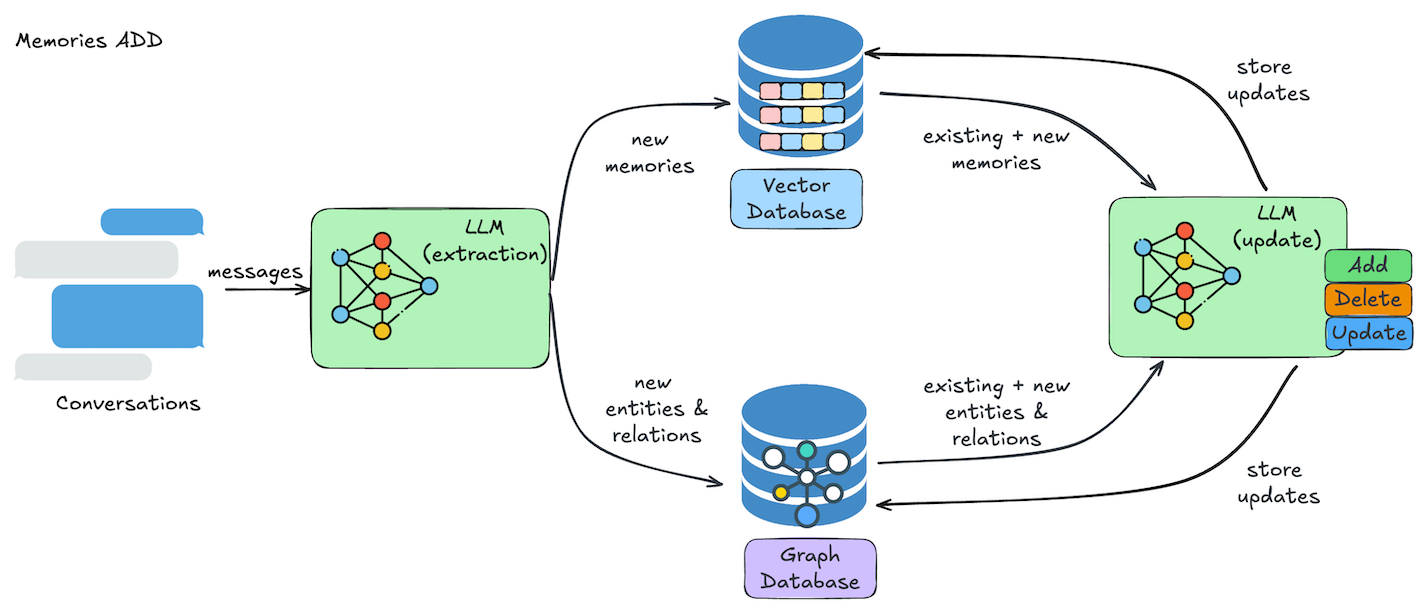 Memories ADD
Conversations
messages
LLM
(extraction)
new
memories
new
entities &
relations
Vector
Database
Graph
Database
existing + new
memories
existing + new
entities &
relations
LLM
(update)
Add
Delete
Update
store
updates
store
updates